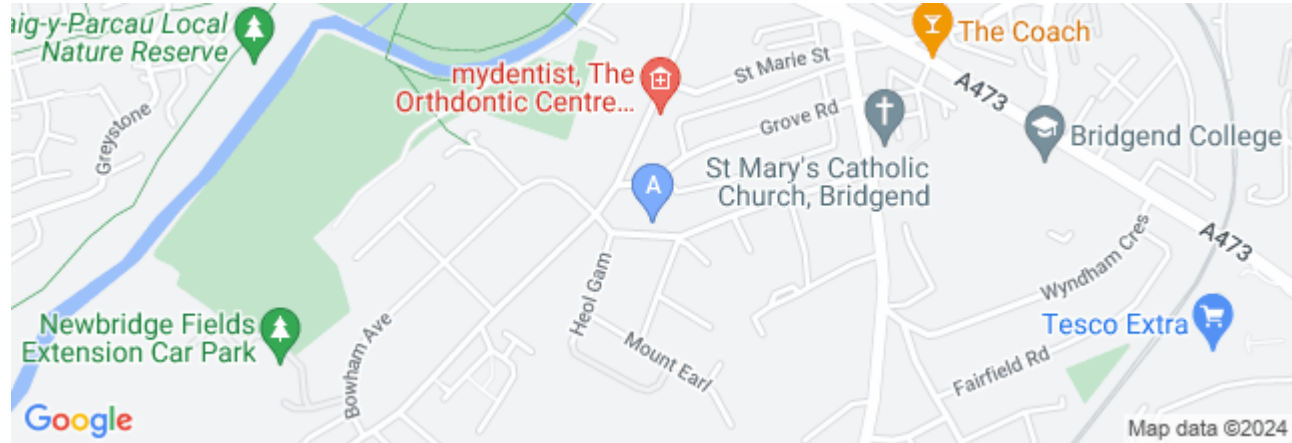 aig-y-Parcau Local
Nature Reserve
Greystone
mydentist, The
Orthdontic Centre...
St Marie St
Grove Rd
The Coach
A473
Bridgend College
St Mary's Catholic
Church, Bridgend
A
A473
Wyndham Cres
Heol Gam
Newbridge Fields
Extension Car Park
Bowham Ave
Mount Earl
Tesco Extra
Fairfield Rd
Google
Map data ©2024